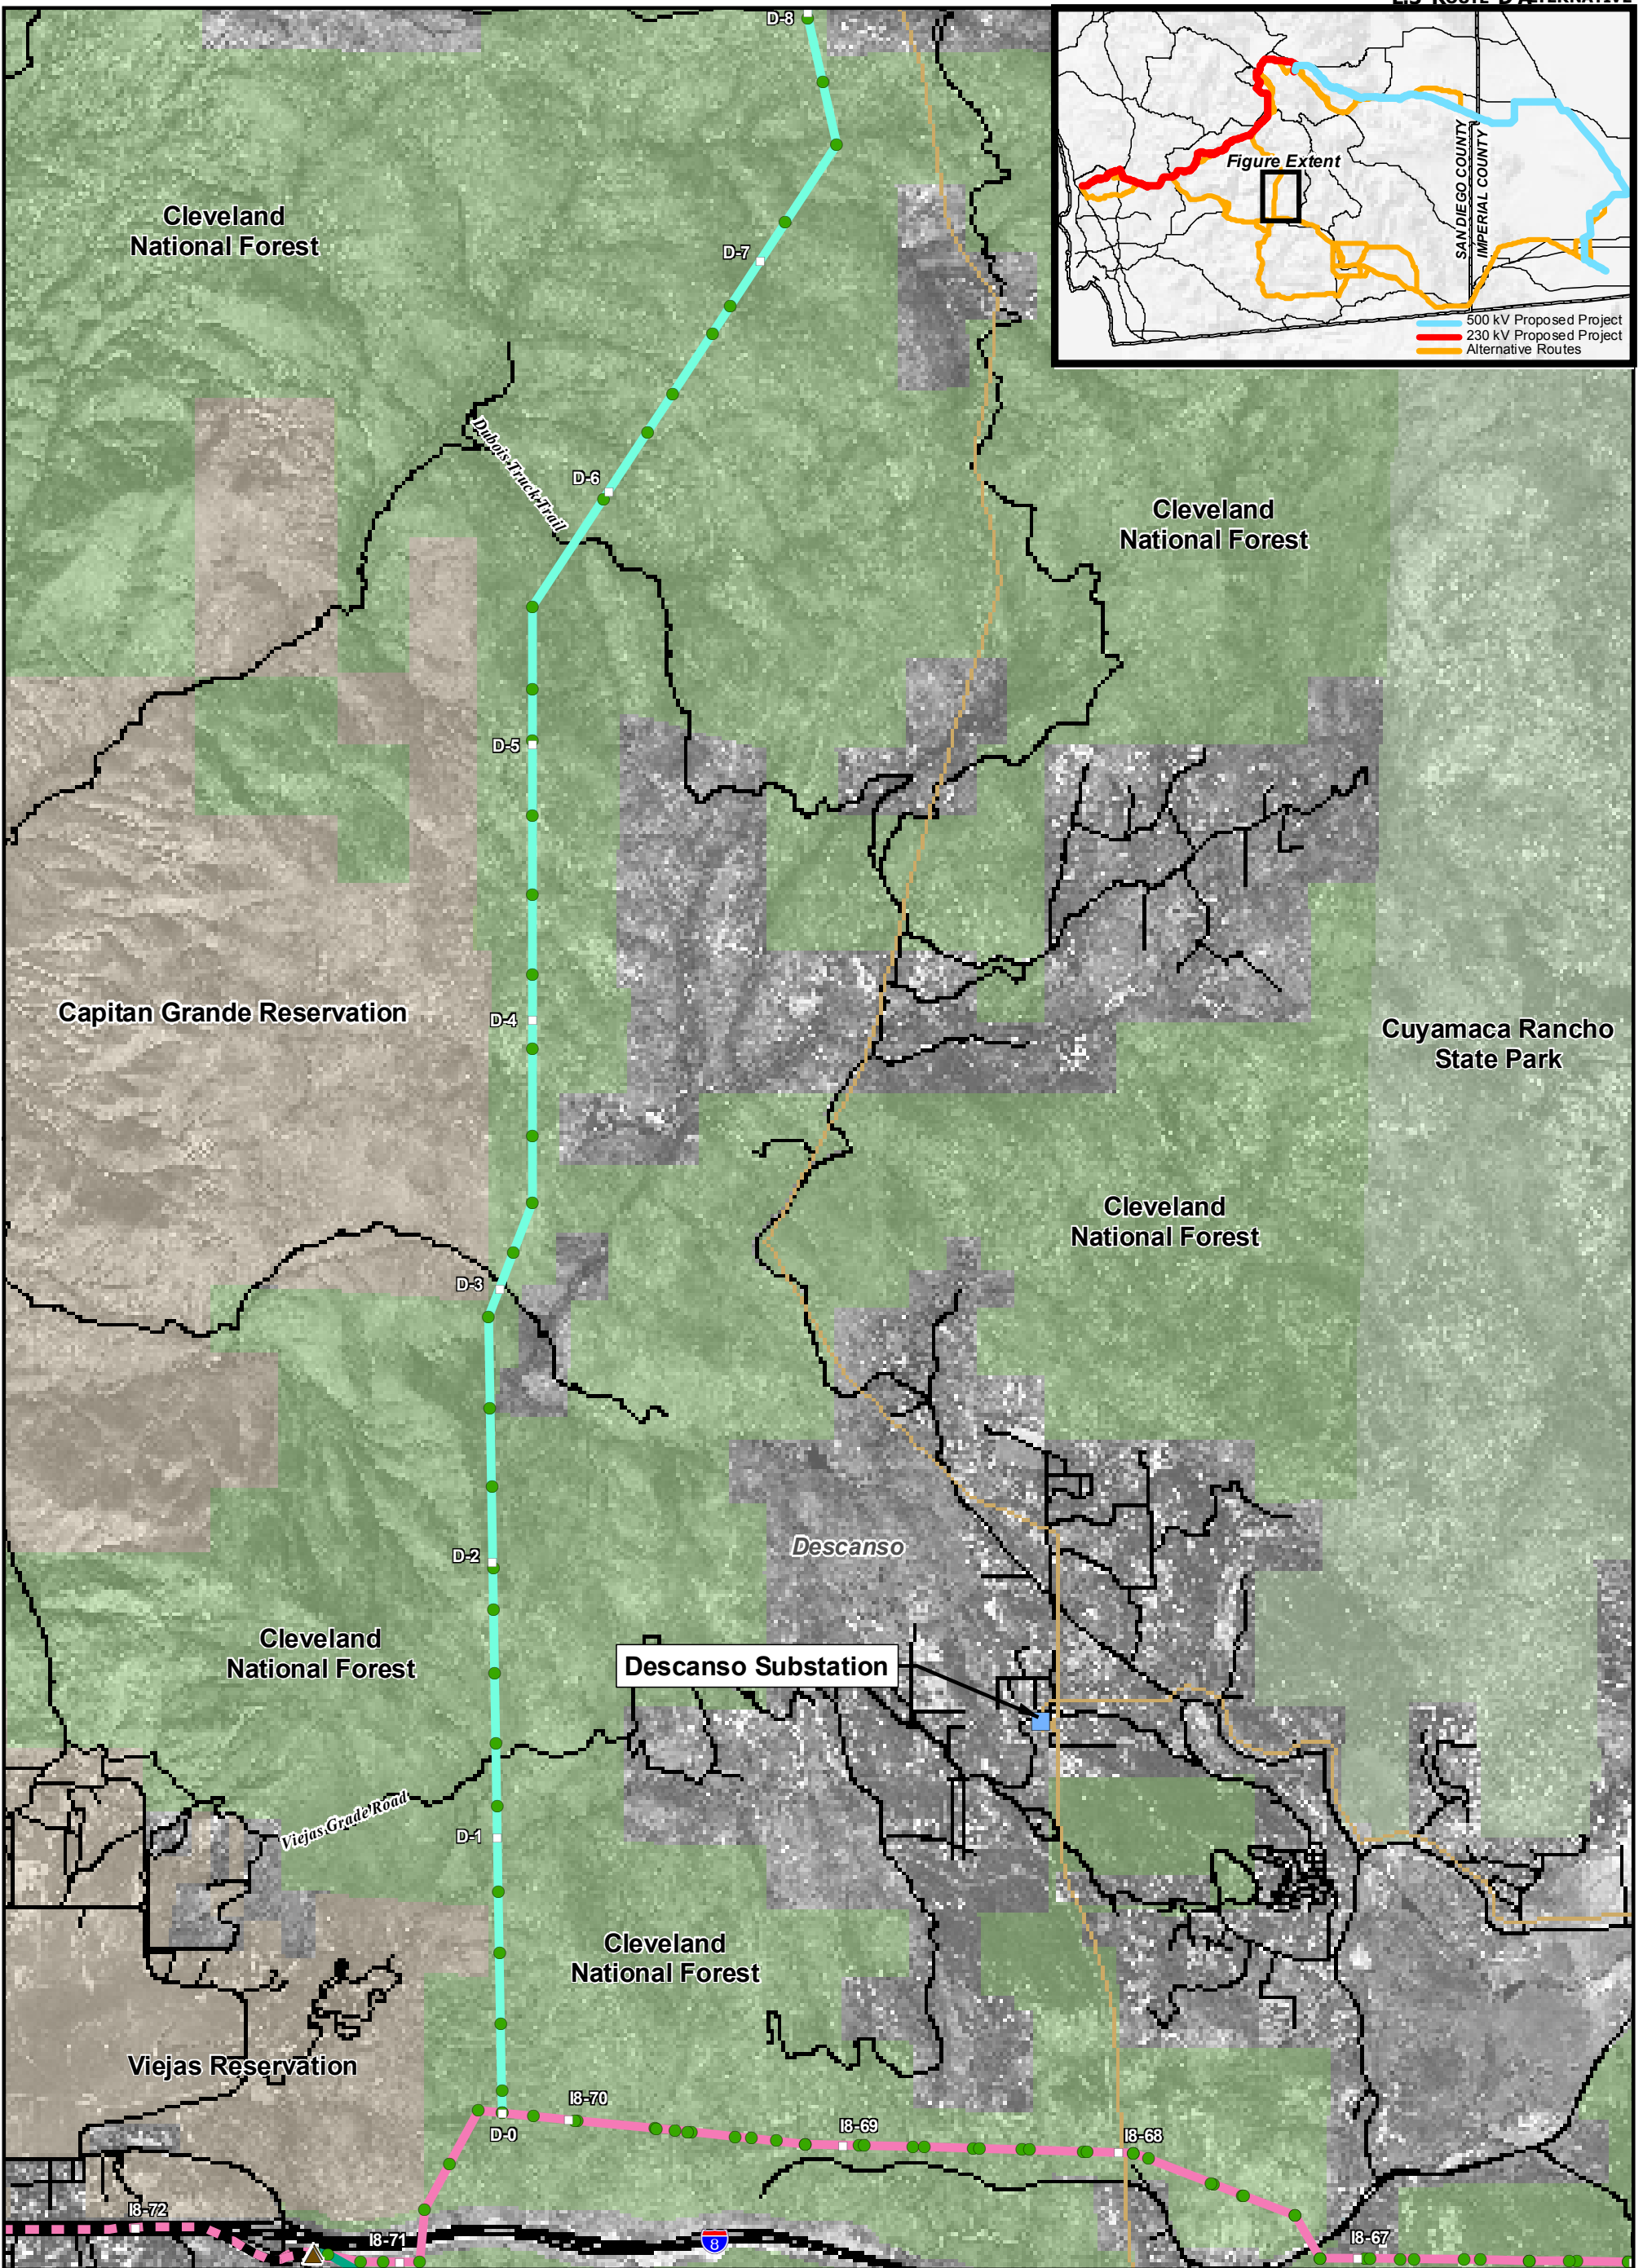 EIS ROUTE D ALTERNATIVE
D-8
Figure Extent
SAN DIEGO COUNTY
IMPERIAL COUNTY
500 kV Proposed Project
230 kV Proposed Project
Alternative Routes
Cleveland
National Forest
D-7
Dubois Truck Trail
D-6
Cleveland
National Forest
D-5
Capitan Grande Reservation
D-4
Cuyamaca Rancho
State Park
Cleveland
National Forest
D-3
Descanso
D-2
Cleveland
National Forest
Descanso Substation
Viejas Grade Road
D-1
Cleveland
National Forest
Viejas Reservation
I8-70
D-0
I8-69
I8-68
I8-72
I8-71
8
I8-67